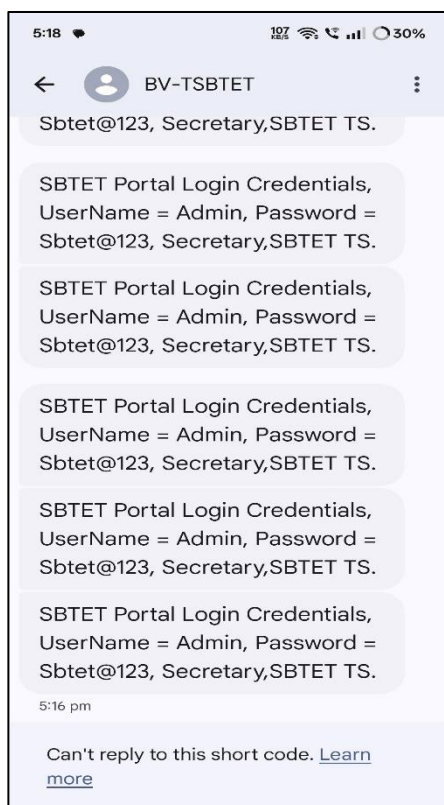 5:18
107
KB/S
30%
BV-TSBTET
Sbtet@123, Secretary,SBTET TS.
SBTET Portal Login Credentials,
UserName = Admin, Password =
Sbtet@123, Secretary,SBTET TS.
SBTET Portal Login Credentials,
UserName = Admin, Password =
Sbtet@123, Secretary,SBTET TS.
SBTET Portal Login Credentials,
UserName = Admin, Password =
Sbtet@123, Secretary,SBTET TS.
SBTET Portal Login Credentials,
UserName = Admin, Password =
Sbtet@123, Secretary,SBTET TS.
SBTET Portal Login Credentials,
UserName = Admin, Password =
Sbtet@123, Secretary,SBTET TS.
5:16 pm
Can't reply to this short code. Learn
more